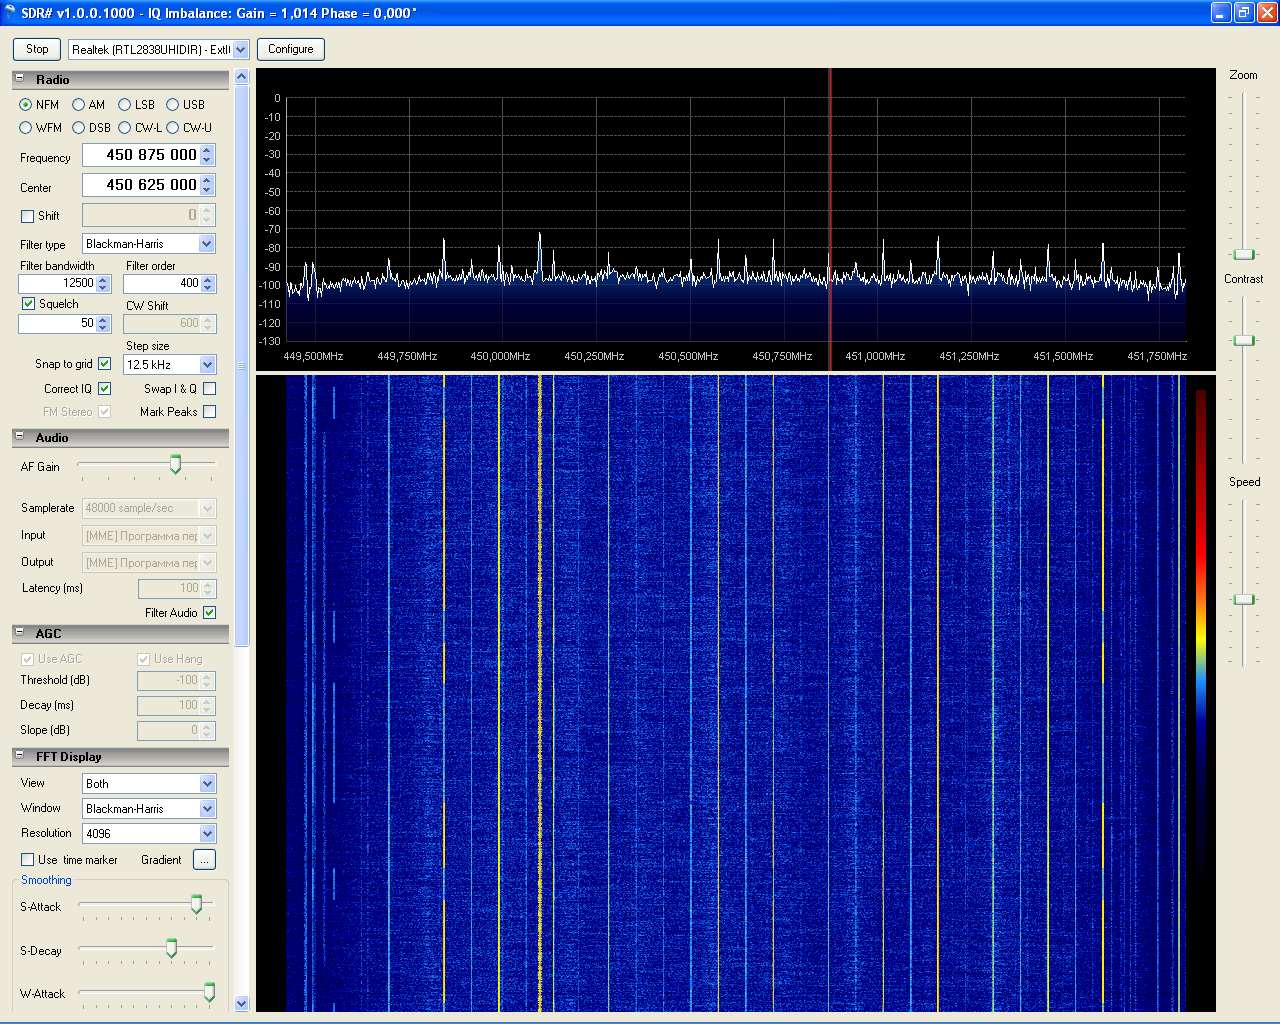 SDR# v1.0.0.1000 - IQ Imbalance: Gain = 1,014 Phase = 0,000°
Stop
Realtek (RTL2838UHIDIR) - ExtI
Configure
Radio
NFM AM LSB USB
WFM DSB CW-L CW-U
Frequency 450 875 000
Center 450 625 000
Shift 0
Filter type Blackman-Harris
Filter bandwidth Filter order
12500 400
Squelch CW Shift
50 600
Step size
Snap to grid 12.5 kHz
Correct IQ Swap I & Q
FM Stereo Mark Peaks
Audio
AF Gain
Samplerate 48000 sample/sec
Input [MME] Программа пер
Output [MME] Программа пер
Latency (ms) 100
Filter Audio
AGC
Use AGC Use Hang
Threshold (dB) -100
Decay (ms) 100
Slope (dB) 0
FFT Display
View Both
Window Blackman-Harris
Resolution 4096
Use time marker Gradient ...
Smoothing
S-Attack
S-Decay
W-Attack
0
-10
-20
-30
-40
-50
-60
-70
-80
-90
-100
-110
-120
-130
449,500MHz 449,750MHz 450,000MHz 450,250MHz 450,500MHz 450,750MHz 451,000MHz 451,250MHz 451,500MHz 451,750MHz
Zoom
Contrast
Speed